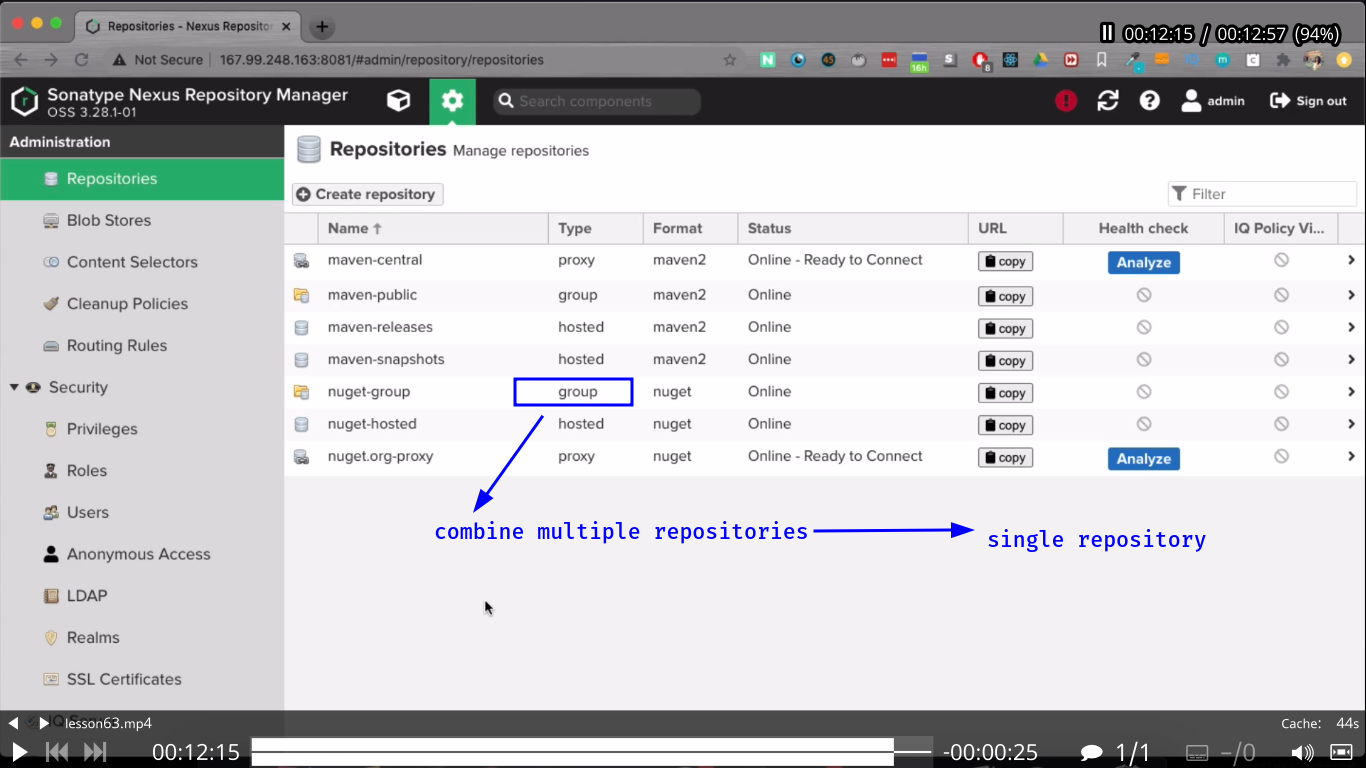 Repositories - Nexus Repositor
00:12:15 / 00:12:57 (94%)
Not Secure 167.99.248.163:8081/#admin/repository/repositories
45 16h S 8 m C
Sonatype Nexus Repository Manager
OSS 3.28.1-01
Search components
admin
Sign out
Administration
Repositories Manage repositories
Repositories
Create repository
Filter
Blob Stores
Content Selectors
Cleanup Policies
Routing Rules
Security
Privileges
Roles
Users
Anonymous Access
LDAP
Realms
SSL Certificates
Name Type Format Status URL Health check IQ Policy Vi...
maven-central proxy maven2 Online - Ready to Connect copy Analyze
maven-public group maven2 Online copy
maven-releases hosted maven2 Online copy
maven-snapshots hosted maven2 Online copy
nuget-group group nuget Online copy
nuget-hosted hosted nuget Online copy
nuget.org-proxy proxy nuget Online - Ready to Connect copy Analyze
combine multiple repositories
single repository
lesson63.mp4
Cache: 44s
00:12:15
-00:00:25
1/1
–/0